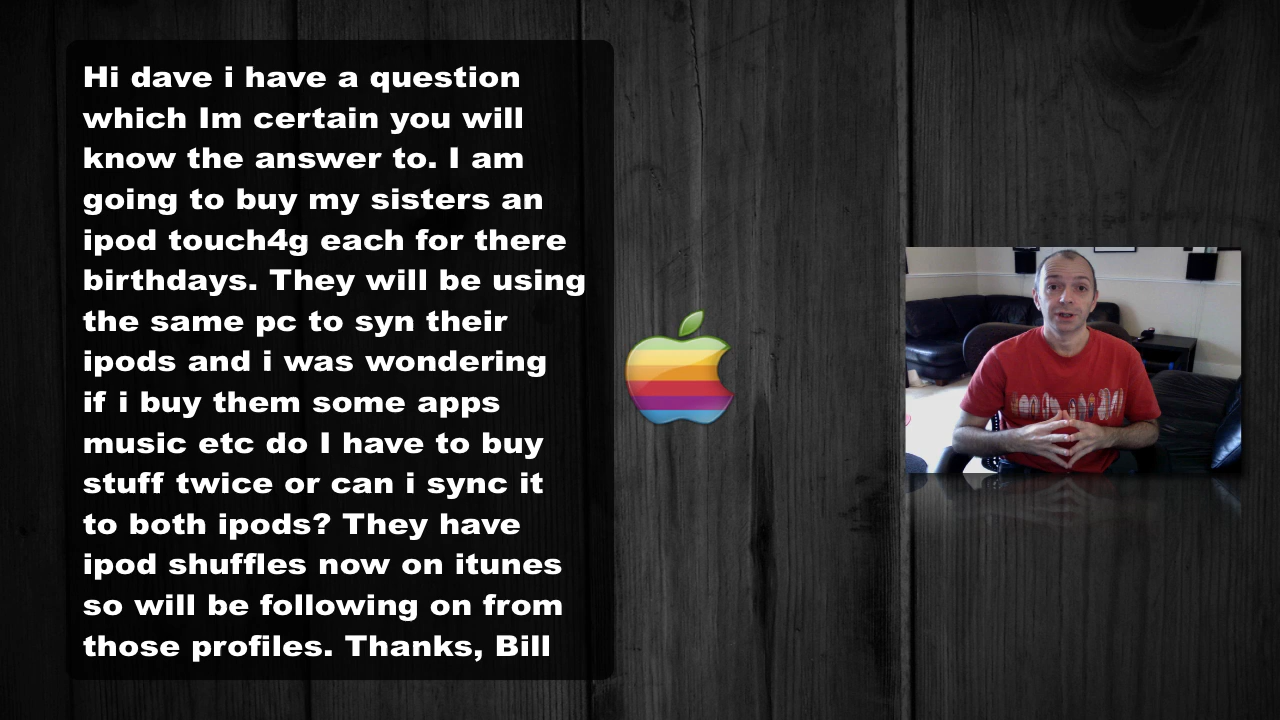 Hi dave i have a question
which Im certain you will
know the answer to. I am
going to buy my sisters an
ipod touch4g each for there
birthdays. They will be using
the same pc to syn their
ipods and i was wondering
if i buy them some apps
music etc do I have to buy
stuff twice or can i sync it
to both ipods? They have
ipod shuffles now on itunes
so will be following on from
those profiles. Thanks, Bill